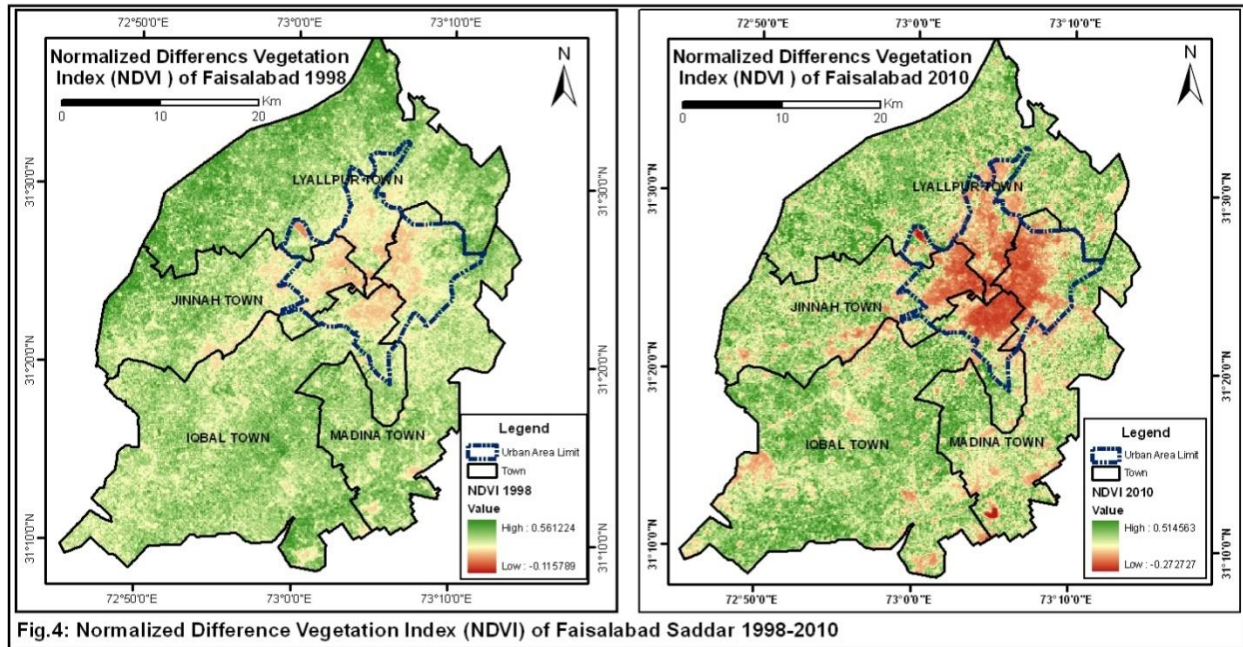 72°50'0"E 73°0'0"E 73°10'0"E
Normalized Differencs Vegetation
Index (NDVI ) of Faisalabad 1998
Km
0 10 20
N
31°30'0"N
31°20'0"N
31°10'0"N
31°30'0"N
31°20'0"N
31°10'0"N
LYALLPUR TOWN
JINNAH TOWN
IQBAL TOWN
MADINA TOWN
Legend
Urban Area Limit
Town
NDVI 1998
Value
High : 0.561224
Low : -0.115789
72°50'0"E 73°0'0"E 73°10'0"E
72°50'0"E 73°0'0"E 73°10'0"E
Normalized Differencs Vegetation
Index (NDVI ) of Faisalabad 2010
Km
0 10 20
N
31°30'0"N
31°20'0"N
31°10'0"N
31°30'0"N
31°20'0"N
31°10'0"N
LYALLPUR TOWN
JINNAH TOWN
IQBAL TOWN
MADINA TOWN
Legend
Urban Area Limit
Town
NDVI 2010
Value
High : 0.514563
Low : -0.272727
72°50'0"E 73°0'0"E 73°10'0"E
Fig.4: Normalized Difference Vegetation Index (NDVI) of Faisalabad Saddar 1998-2010